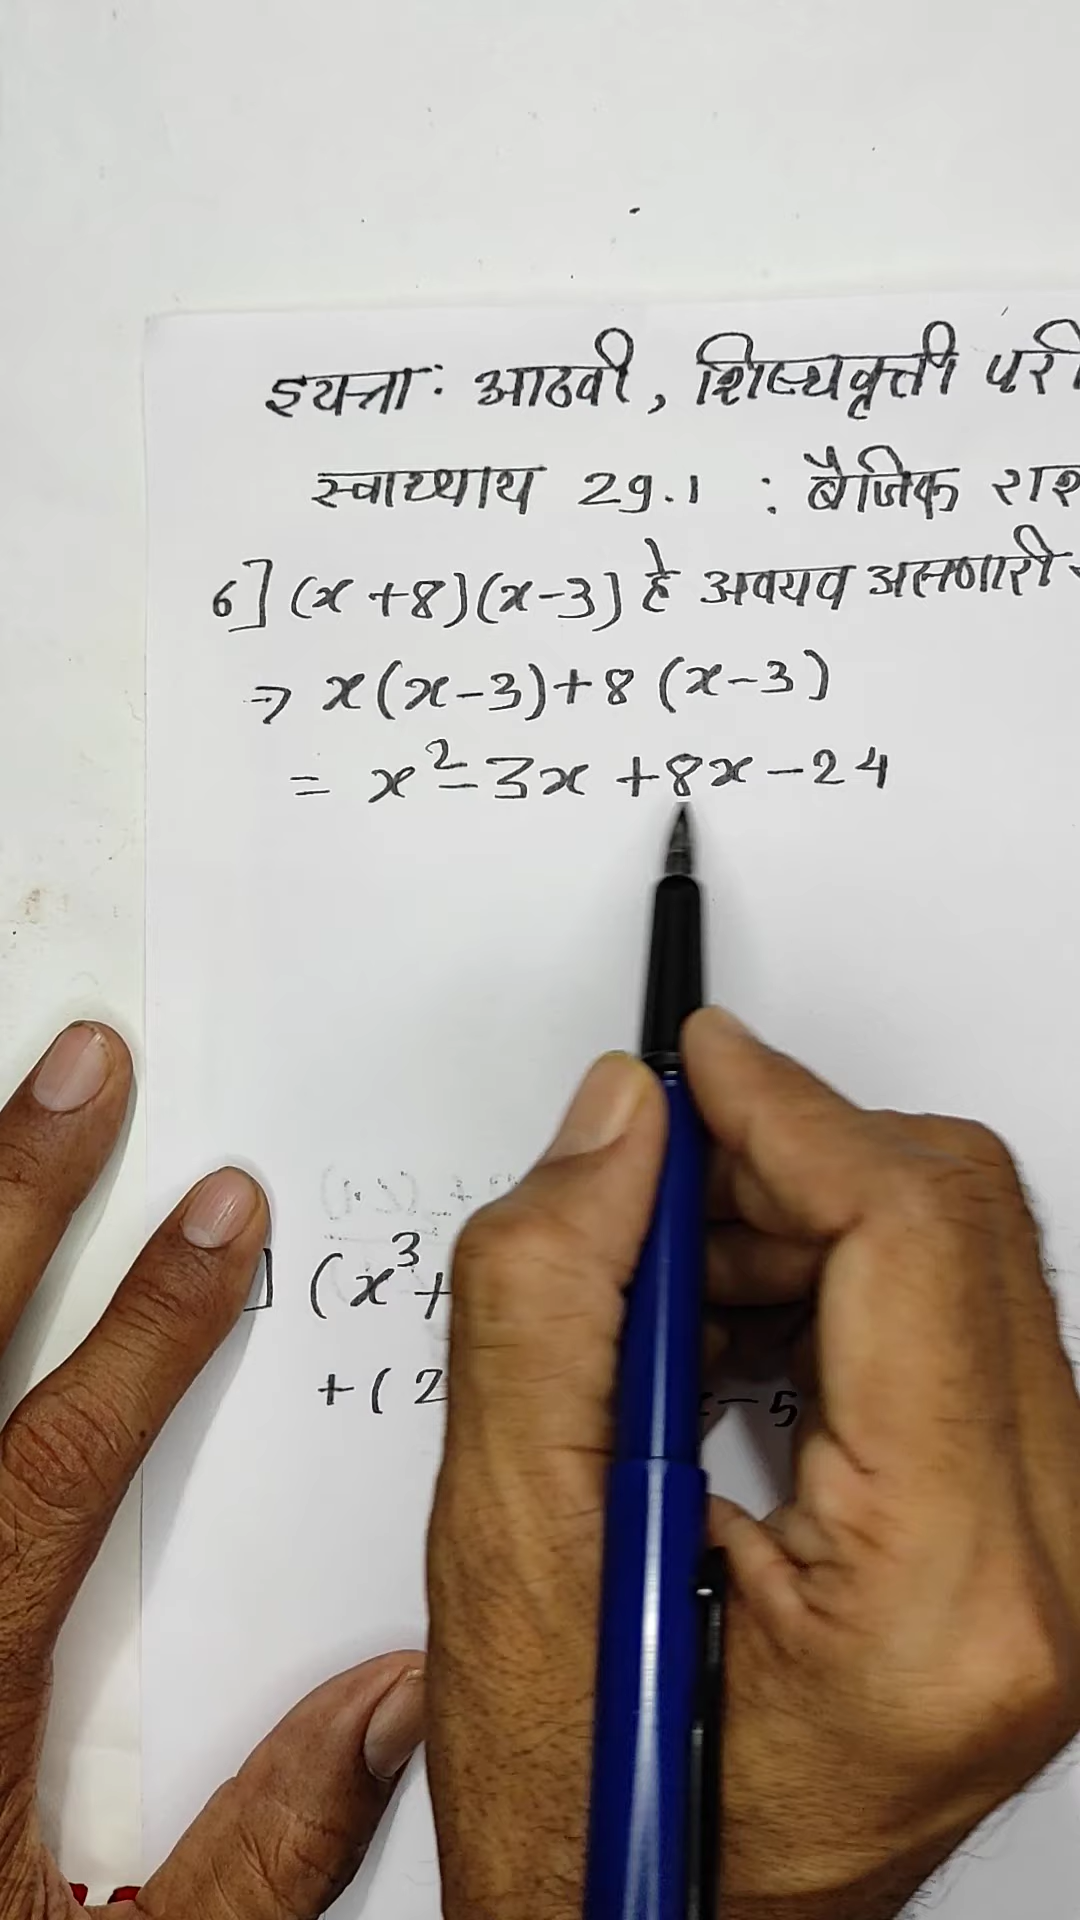 इयत्ता: आठवी, शिष्यवृत्ती
स्वाध्याय 29.1 : बैजिक
6] (x+8)(x-3) हे अवयव असणारी
⇒ x(x-3)+8(x-3)
= x²-3x+8x-24
] (x³+
+(2 x-5